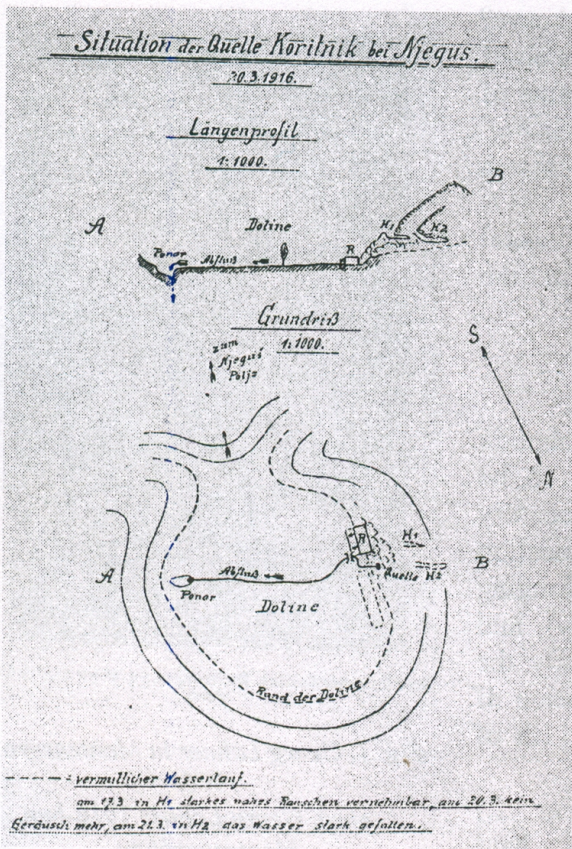 Situation der Quelle Koritnik bei Njegus.
20.3.1916.
Längenprofil
1:1000.
B
A
Doline
H1
H2
Ponor
Abfluß
R
Grundriß
1:1000.
zum
Njeguš
Polje
S
N
R
H1
A
Abfluß
H2
B
Quelle
Ponor
Doline
Rand der Doline
= vermutlicher Wasserlauf.
am 17.3 in H1 starkes nahes Rauschen vernehmbar, am 20.3. kein
Geräusch mehr, am 21.3. in H2 das Wasser stark gefallen.